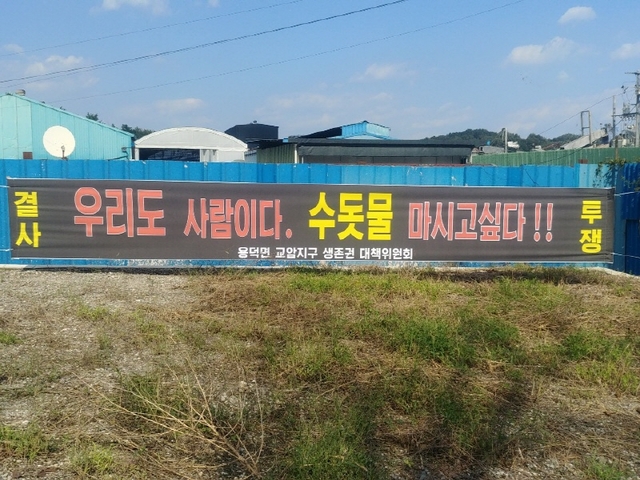 결사
우리도 사람이다. 수돗물 마시고싶다!!
투쟁
용덕면 교암지구 생존권 대책위원회